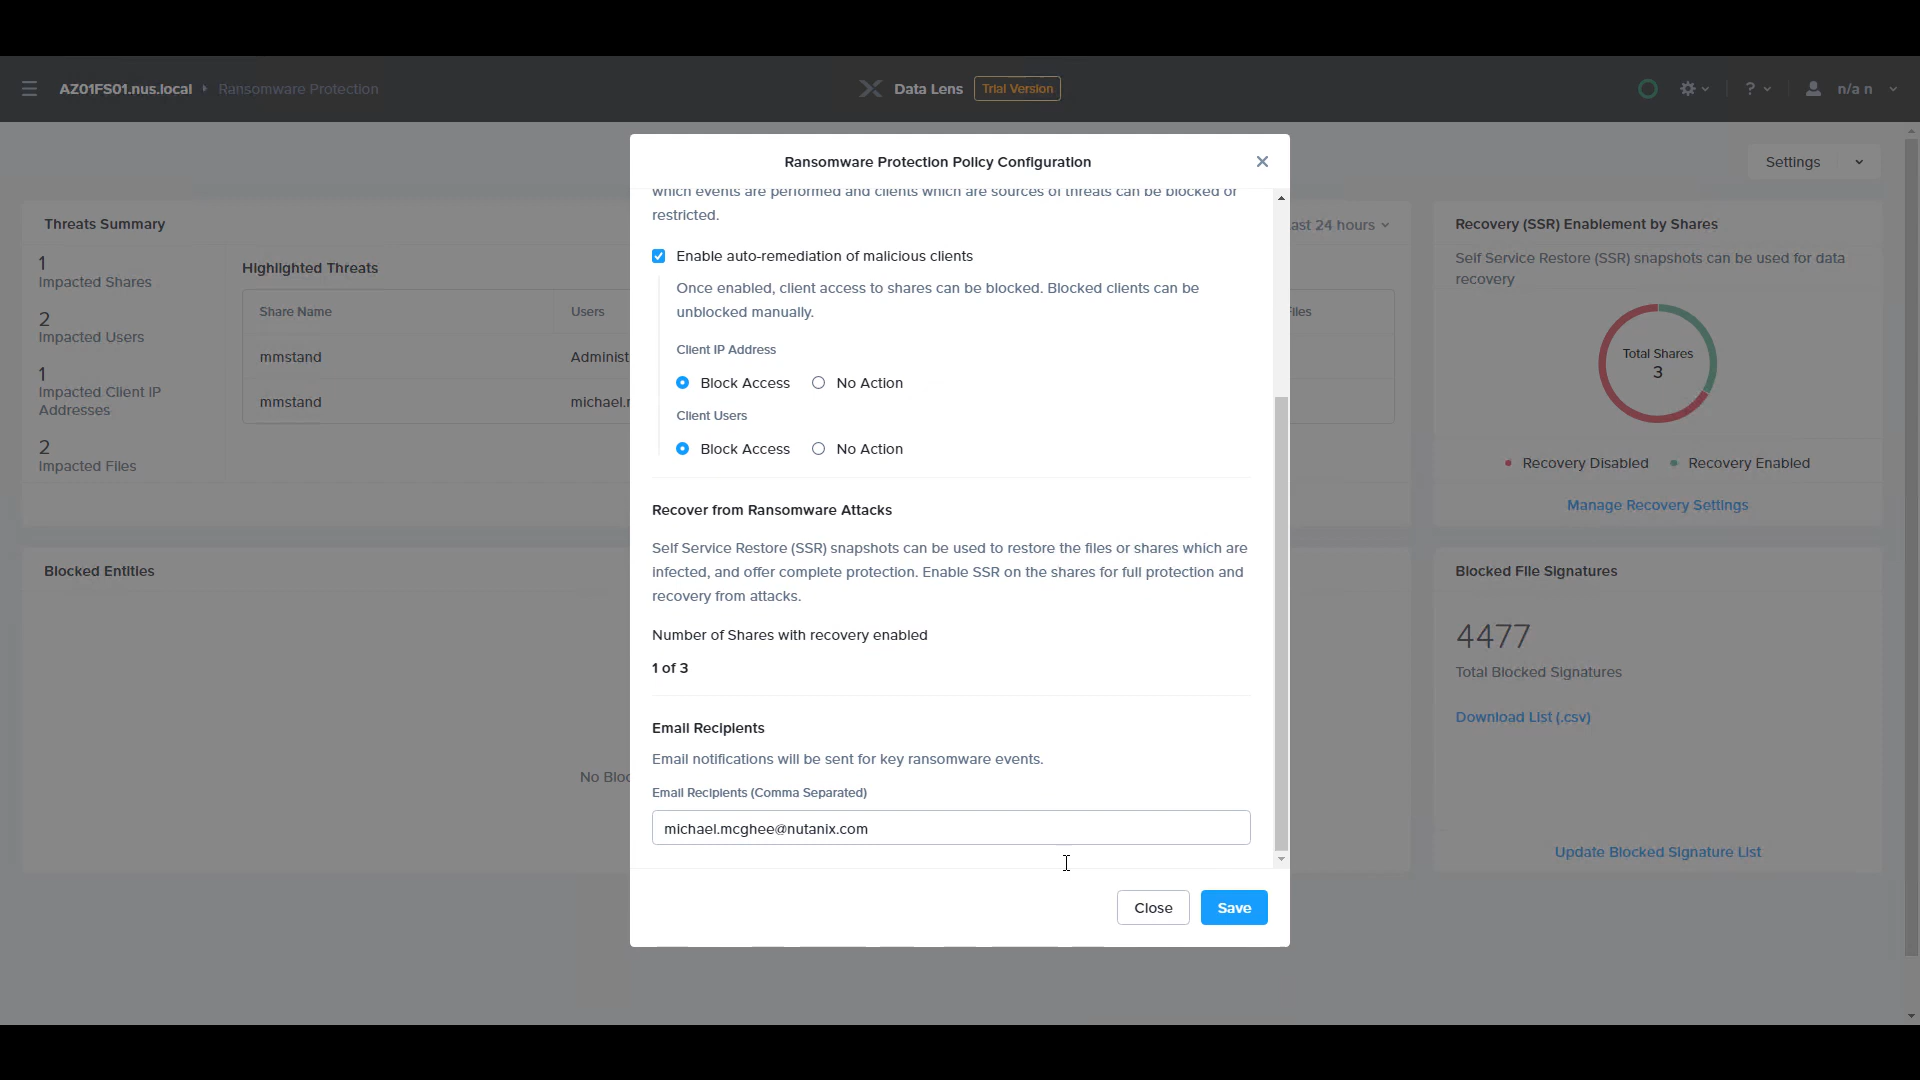 AZ01FS01.nus.local
Ransomware Protection
Data Lens
Trial Version
?
n/a n
Settings
Threats Summary
1
Impacted Shares
2
Impacted Users
1
Impacted Client IP
Addresses
2
Impacted Files
Highlighted Threats
Share Name
Users
mmstand
Administ
mmstand
michael.r
Blocked Entities
No Bloc
Ransomware Protection Policy Configuration
which events are performed and clients which are sources of threats can be blocked or
restricted.
Enable auto-remediation of malicious clients
Once enabled, client access to shares can be blocked. Blocked clients can be
unblocked manually.
Client IP Address
Block Access
No Action
Client Users
Block Access
No Action
Recover from Ransomware Attacks
Self Service Restore (SSR) snapshots can be used to restore the files or shares which are
infected, and offer complete protection. Enable SSR on the shares for full protection and
recovery from attacks.
Number of Shares with recovery enabled
1 of 3
Email Recipients
Email notifications will be sent for key ransomware events.
Email Recipients (Comma Separated)
michael.mcghee@nutanix.com
Close
Save
ast 24 hours
iles
Recovery (SSR) Enablement by Shares
Self Service Restore (SSR) snapshots can be used for data
recovery
Total Shares
3
Recovery Disabled
Recovery Enabled
Manage Recovery Settings
Blocked File Signatures
4477
Total Blocked Signatures
Download List (.csv)
Update Blocked Signature List